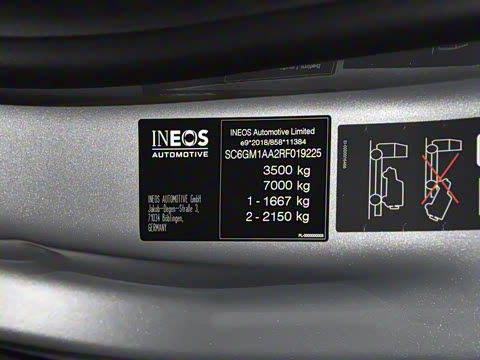 INEOS
AUTOMOTIVE
INEOS AUTOMOTIVE GmbH
Jakob-Degen-Straße 3,
71034 Böblingen,
GERMANY
INEOS Automotive Limited
e9*2018/858*11384
SC6GM1AA2RF019225
3500 kg
7000 kg
1 - 1667 kg
2 - 2150 kg